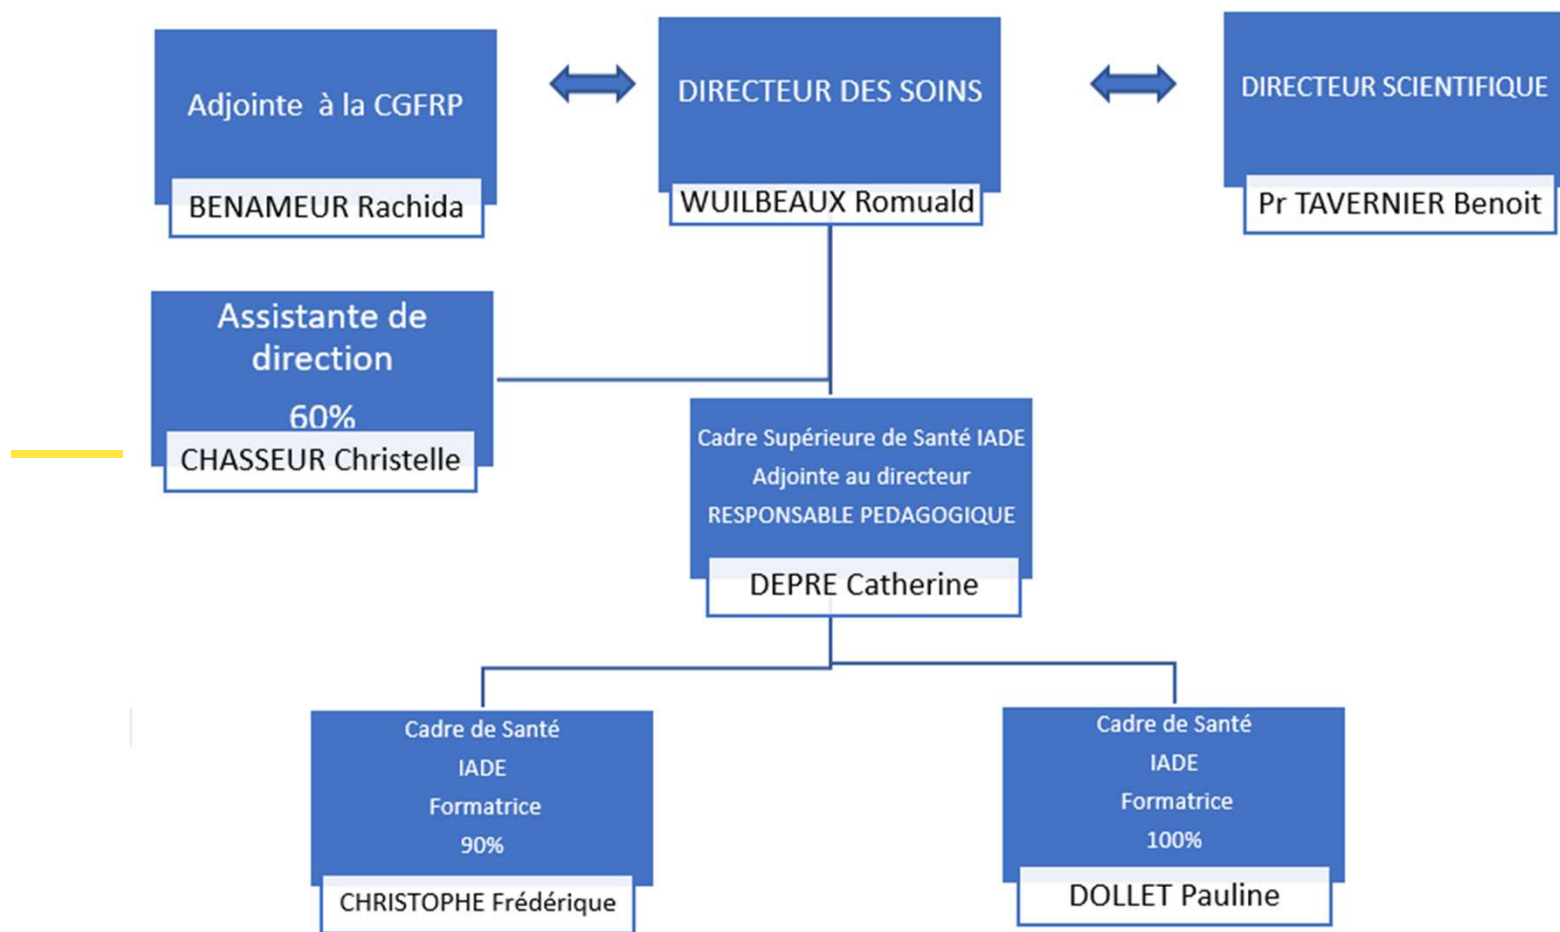 Adjointe à la CGFRP
BENAMEUR Rachida
DIRECTEUR DES SOINS
WUILBEAUX Romuald
DIRECTEUR SCIENTIFIQUE
Pr TAVERNIER Benoit
Assistante de
direction
60%
CHASSEUR Christelle
Cadre Supérieure de Santé IADE
Adjointe au directeur
RESPONSABLE PEDAGOGIQUE
DEPRE Catherine
Cadre de Santé
IADE
Formatrice
90%
CHRISTOPHE Frédérique
Cadre de Santé
IADE
Formatrice
100%
DOLLET Pauline